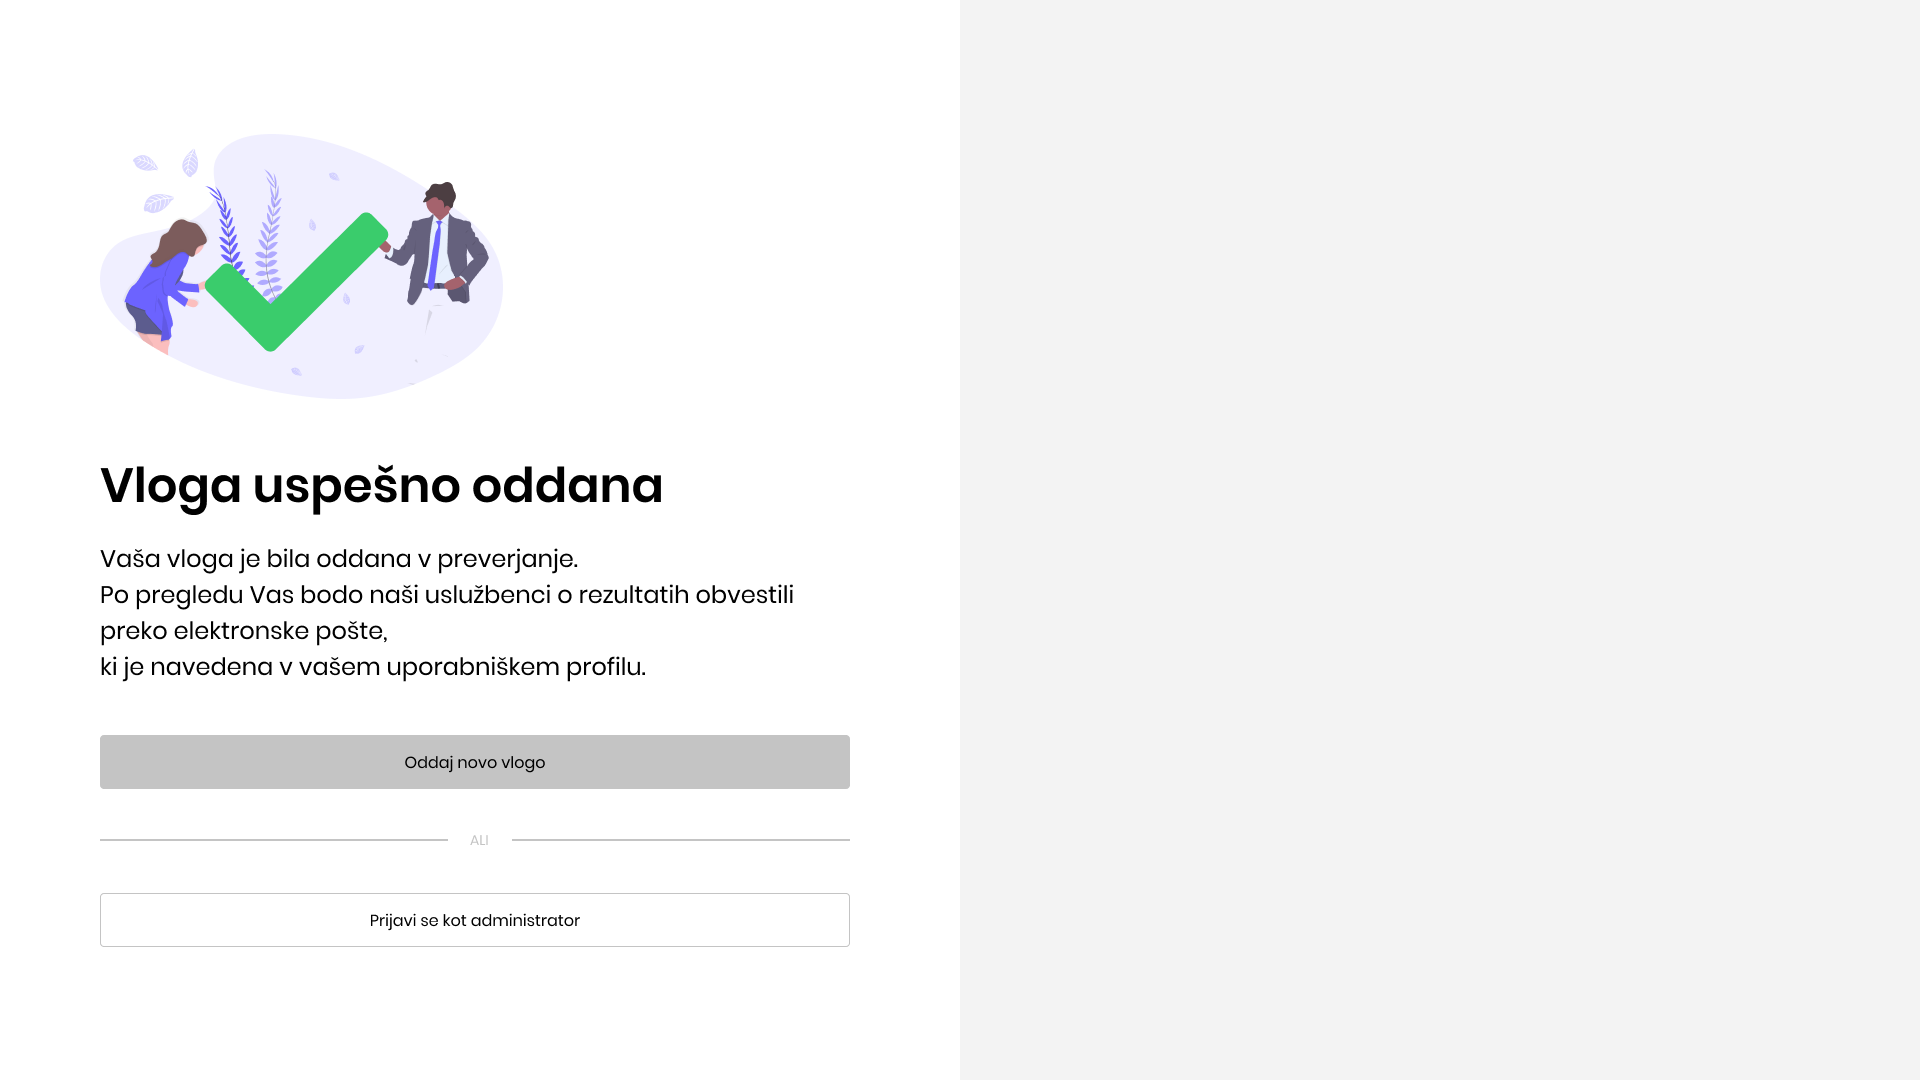 Vloga uspešno oddana
Vaša vloga je bila oddana v preverjanje.
Po pregledu Vas bodo naši uslužbenci o rezultatih obvestili
preko elektronske pošte,
ki je navedena v vašem uporabniškem profilu.
Oddaj novo vlogo
ALI
Prijavi se kot administrator